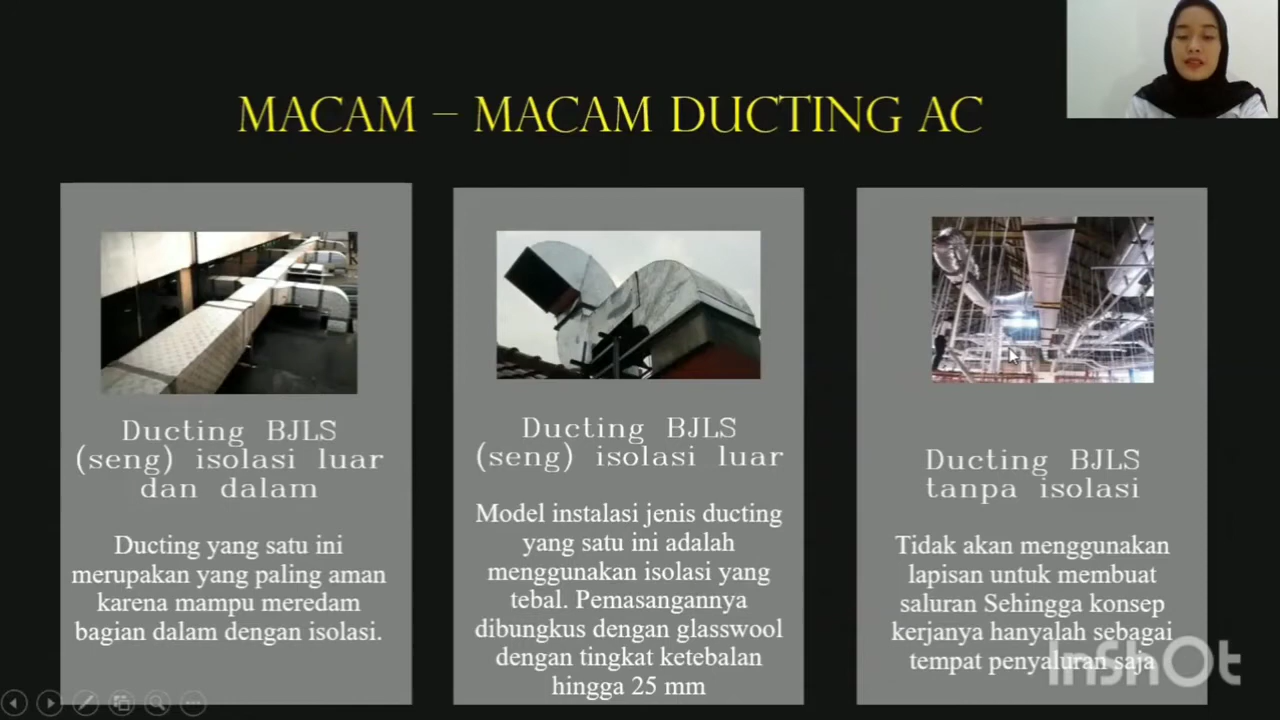 MACAM – MACAM DUCTING AC
Ducting BJLS
(seng) isolasi luar
dan dalam
Ducting yang satu ini
merupakan yang paling aman
karena mampu meredam
bagian dalam dengan isolasi.
Ducting BJLS
(seng) isolasi luar
Model instalasi jenis ducting
yang satu ini adalah
menggunakan isolasi yang
tebal. Pemasangannya
dibungkus dengan glasswool
dengan tingkat ketebalan
hingga 25 mm
Ducting BJLS
tanpa isolasi
Tidak akan menggunakan
lapisan untuk membuat
saluran Sehingga konsep
kerjanya hanyalah sebagai
tempat penyaluran saja
InShOt